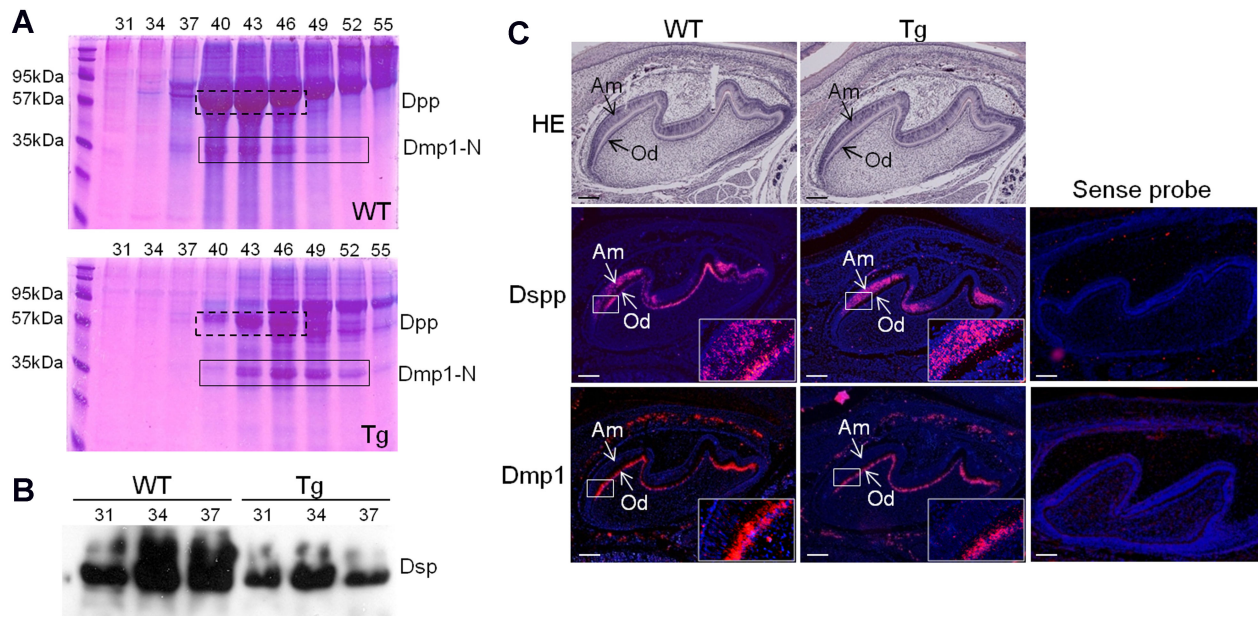 A
31 34 37 40 43 46 49 52 55
95kDa
57kDa
35kDa
Dpp
Dmp1-N
WT
31 34 37 40 43 46 49 52 55
95kDa
57kDa
35kDa
Dpp
Dmp1-N
Tg
B
WT Tg
31 34 37 31 34 37
Dsp
C
WT Tg
HE
Am
Od
Am
Od
Sense probe
Dspp
Am
Od
Am
Od
Dmp1
Am
Od
Am
Od